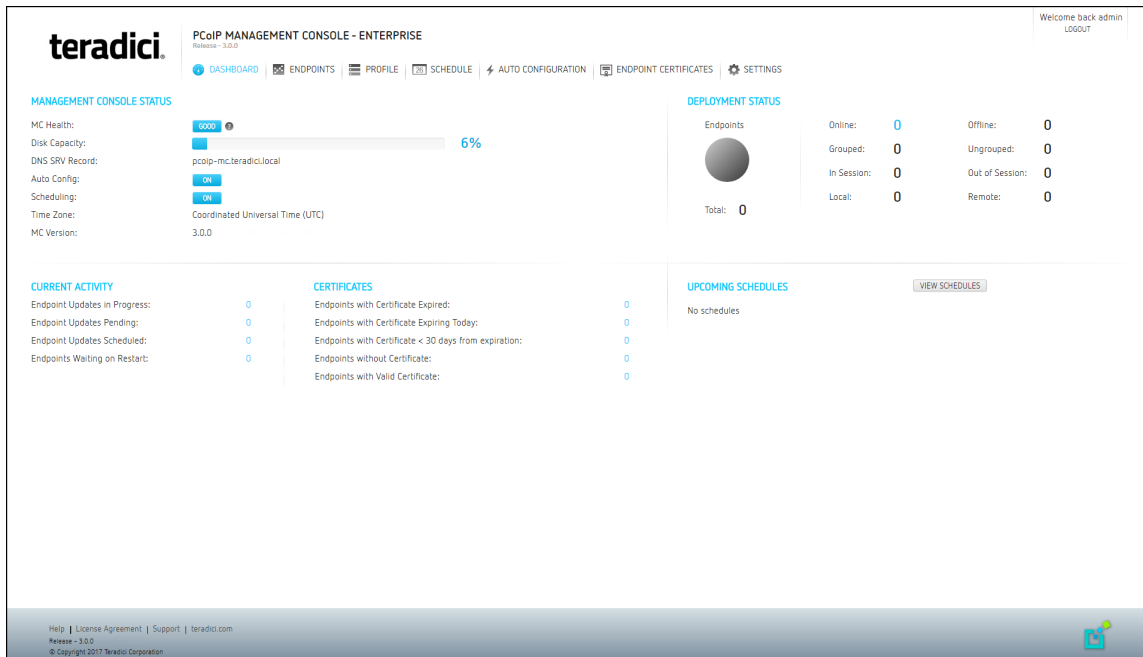 Welcome back admin
LOGOUT
teradici.
PCoIP MANAGEMENT CONSOLE - ENTERPRISE
Release - 3.0.0
DASHBOARD
ENDPOINTS
PROFILE
26
SCHEDULE
AUTO CONFIGURATION
ENDPOINT CERTIFICATES
SETTINGS
MANAGEMENT CONSOLE STATUS
MC Health: GOOD ?
Disk Capacity: 6%
DNS SRV Record: pcoip-mc.teradici.local
Auto Config: ON
Scheduling: ON
Time Zone: Coordinated Universal Time (UTC)
MC Version: 3.0.0
DEPLOYMENT STATUS
Endpoints
Total: 0
Online: 0 Offline: 0
Grouped: 0 Ungrouped: 0
In Session: 0 Out of Session: 0
Local: 0 Remote: 0
CURRENT ACTIVITY
Endpoint Updates in Progress: 0
Endpoint Updates Pending: 0
Endpoint Updates Scheduled: 0
Endpoints Waiting on Restart: 0
CERTIFICATES
Endpoints with Certificate Expired: 0
Endpoints with Certificate Expiring Today: 0
Endpoints with Certificate < 30 days from expiration: 0
Endpoints without Certificate: 0
Endpoints with Valid Certificate: 0
UPCOMING SCHEDULES
VIEW SCHEDULES
No schedules
Help | License Agreement | Support | teradici.com
Release - 3.0.0
© Copyright 2017 Teradici Corporation